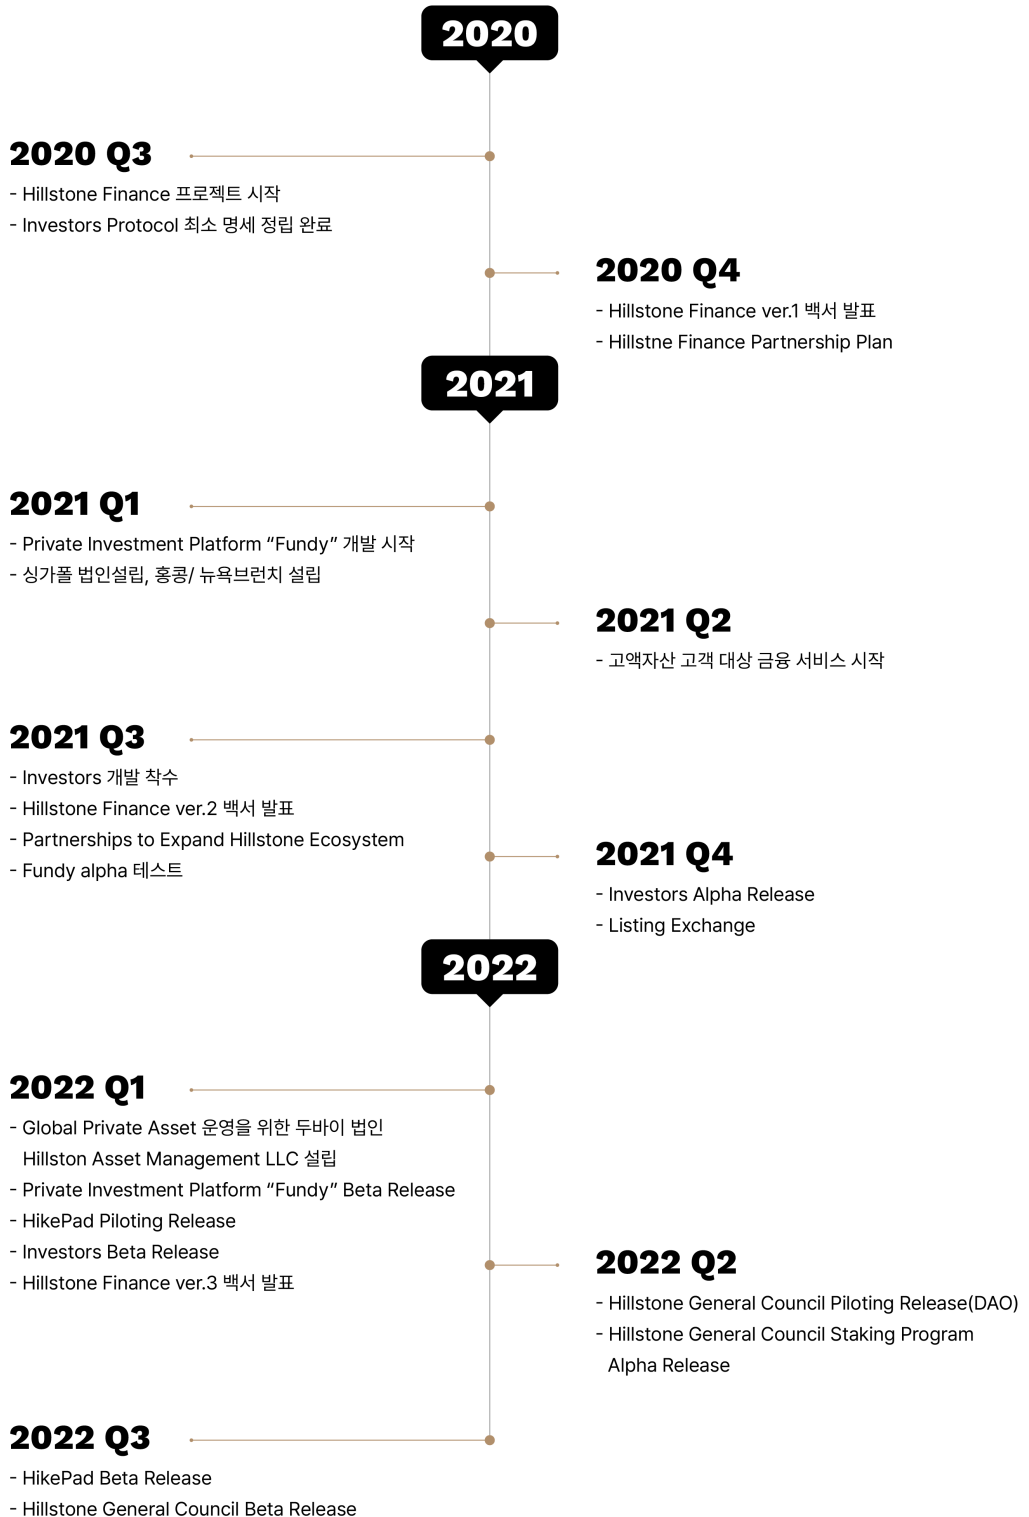 2020
2020 Q3
- Hillstone Finance 프로젝트 시작
- Investors Protocol 최소 명세 정립 완료
2020 Q4
- Hillstone Finance ver.1 백서 발표
- Hillstne Finance Partnership Plan
2021
2021 Q1
- Private Investment Platform “Fundy” 개발 시작
- 싱가폴 법인설립, 홍콩/ 뉴욕브런치 설립
2021 Q2
- 고액자산 고객 대상 금융 서비스 시작
2021 Q3
- Investors 개발 착수
- Hillstone Finance ver.2 백서 발표
- Partnerships to Expand Hillstone Ecosystem
- Fundy alpha 테스트
2021 Q4
- Investors Alpha Release
- Listing Exchange
2022
2022 Q1
- Global Private Asset 운영을 위한 두바이 법인
Hillston Asset Management LLC 설립
- Private Investment Platform “Fundy” Beta Release
- HikePad Piloting Release
- Investors Beta Release
- Hillstone Finance ver.3 백서 발표
2022 Q2
- Hillstone General Council Piloting Release(DAO)
- Hillstone General Council Staking Program
Alpha Release
2022 Q3
- HikePad Beta Release
- Hillstone General Council Beta Release